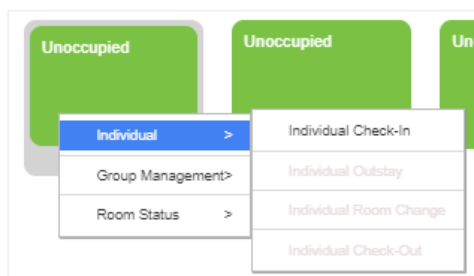 Unoccupied
Unoccupied
Un
Individual >
Group Management>
Room Status >
Individual Check-In
Individual Outstay
Individual Room Change
Individual Check-Out